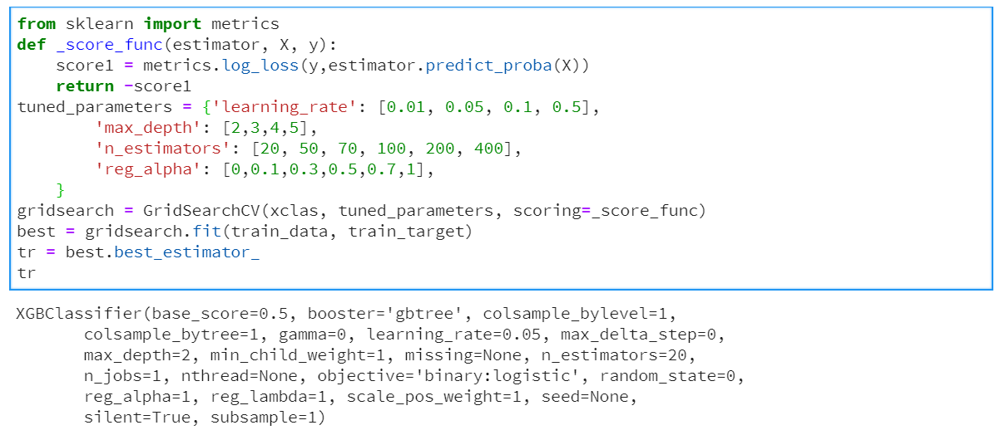 from sklearn import metrics
def _score_func(estimator, X, y):
    score1 = metrics.log_loss(y,estimator.predict_proba(X))
    return -score1
tuned_parameters = {'learning_rate': [0.01, 0.05, 0.1, 0.5],
        'max_depth': [2,3,4,5],
        'n_estimators': [20, 50, 70, 100, 200, 400],
        'reg_alpha': [0,0.1,0.3,0.5,0.7,1],
    }
gridsearch = GridSearchCV(xclas, tuned_parameters, scoring=_score_func)
best = gridsearch.fit(train_data, train_target)
tr = best.best_estimator_
tr
XGBClassifier(base_score=0.5, booster='gbtree', colsample_bylevel=1,
       colsample_bytree=1, gamma=0, learning_rate=0.05, max_delta_step=0,
       max_depth=2, min_child_weight=1, missing=None, n_estimators=20,
       n_jobs=1, nthread=None, objective='binary:logistic', random_state=0,
       reg_alpha=1, reg_lambda=1, scale_pos_weight=1, seed=None,
       silent=True, subsample=1)